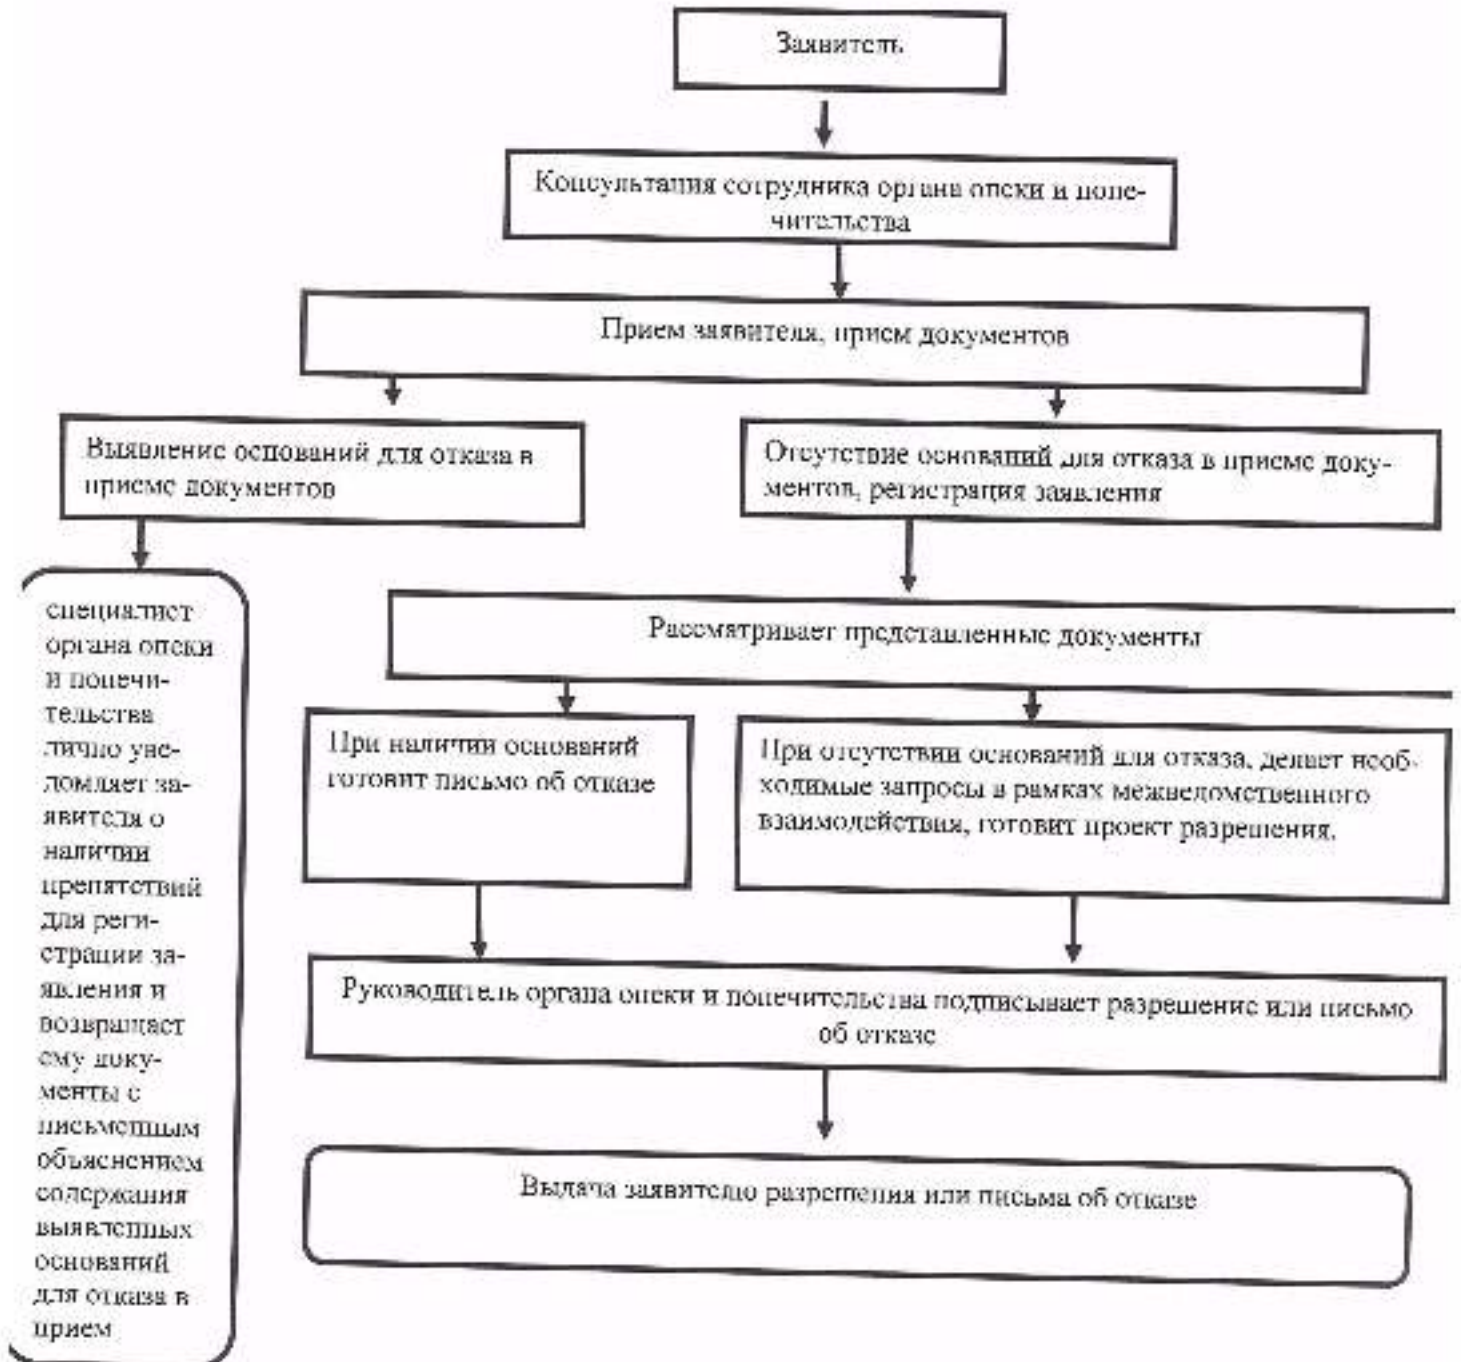 Заявитель
Консультация сотрудника органа опеки и попе-
чительства
Прием заявителя, прием документов
Выявление оснований для отказа в
приеме документов
Отсутствие оснований для отказа в приеме доку-
ментов, регистрация заявления
специалист
органа опеки
и попечи-
тельства
лично уве-
домляет за-
явителя о
наличии
препятствий
для реги-
страции за-
явления и
возвращает
ему доку-
менты с
письменным
объяснением
содержания
выявленных
оснований
для отказа в
прием
Рассматривает представленные документы
При наличии оснований
готовит письмо об отказе
При отсутствии оснований для отказа, делает необ-
ходимые запросы в рамках межведомственного
взаимодействия, готовит проект разрешения.
Руководитель органа опеки и попечительства подписывает разрешение или письмо
об отказе
Выдача заявителю разрешения или письма об отказе